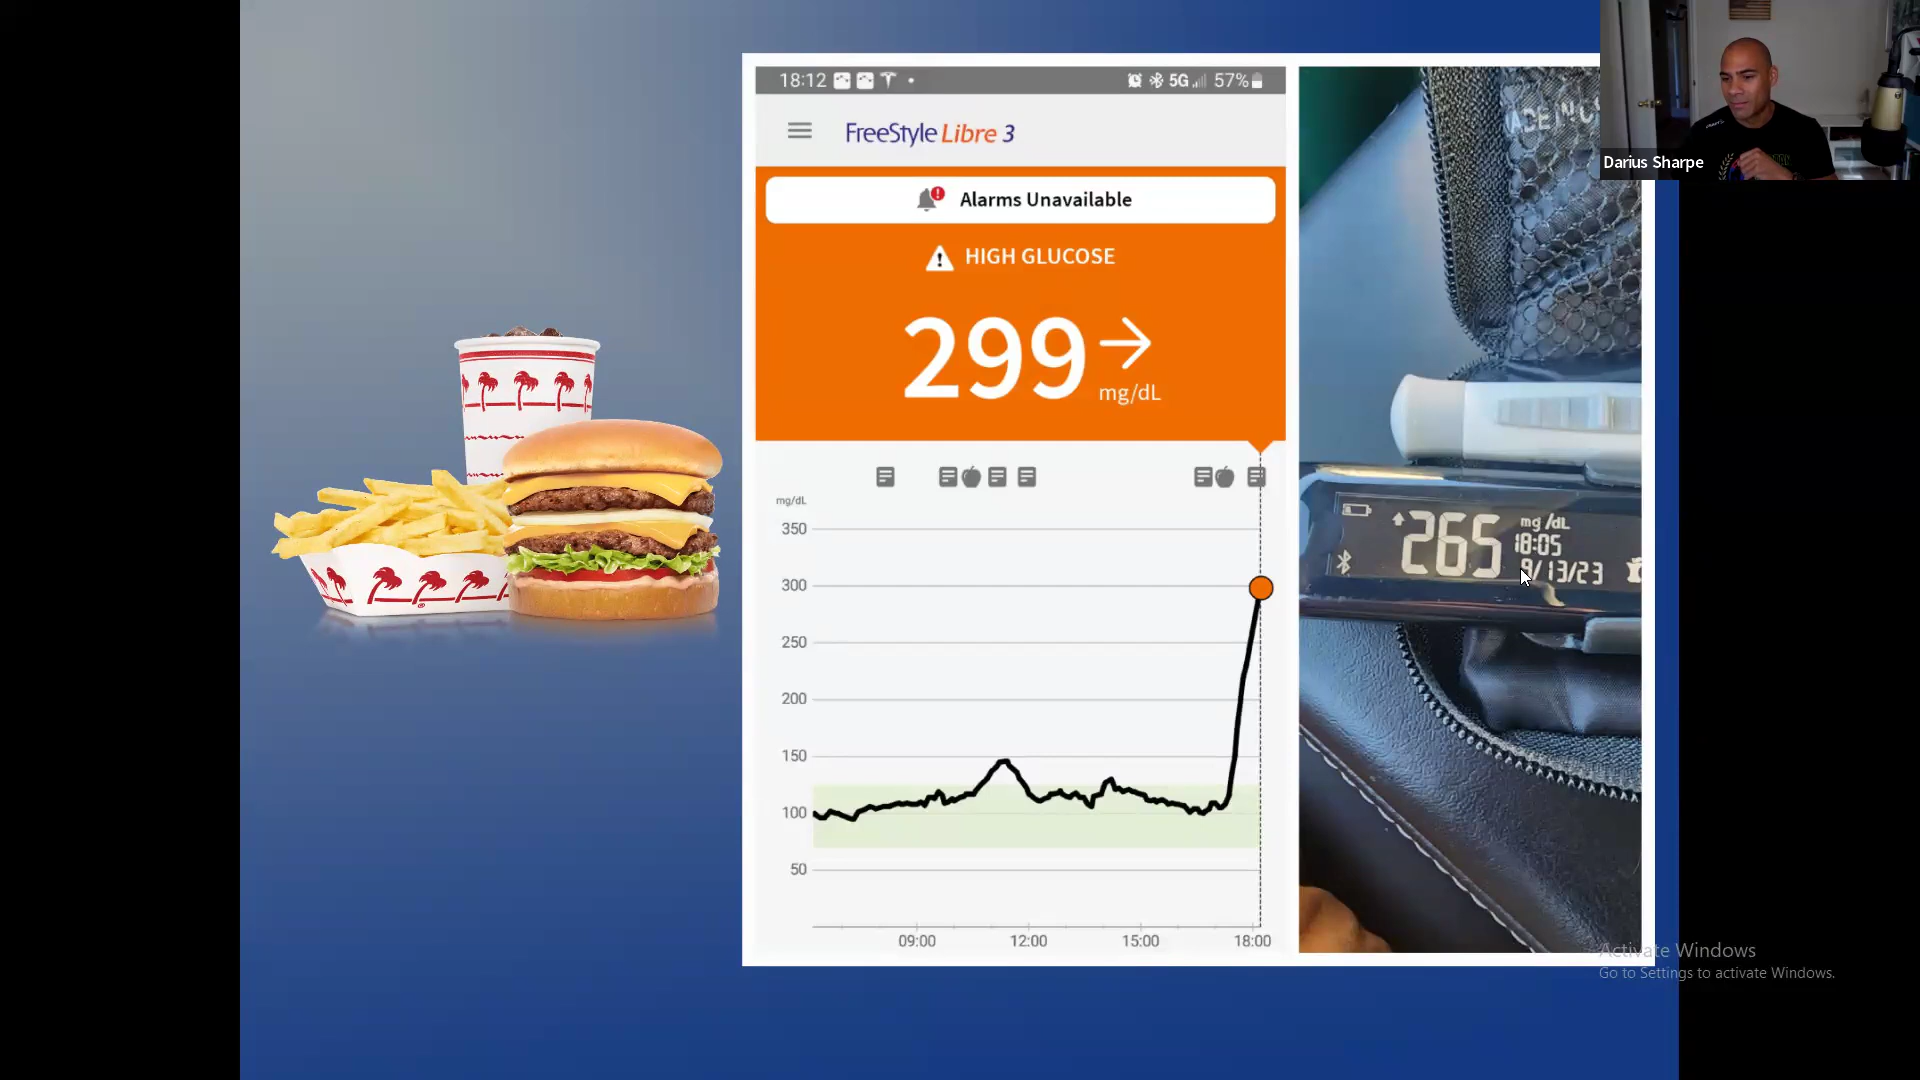 18:12
5G
57%
FreeStyle Libre 3
Alarms Unavailable
HIGH GLUCOSE
299
mg/dL
mg/dL
350
300
250
200
150
100
50
09:00
12:00
15:00
18:00
265
mg/dL
18:05
/13/23
Darius Sharpe
Activate Windows
Go to Settings to activate Windows.